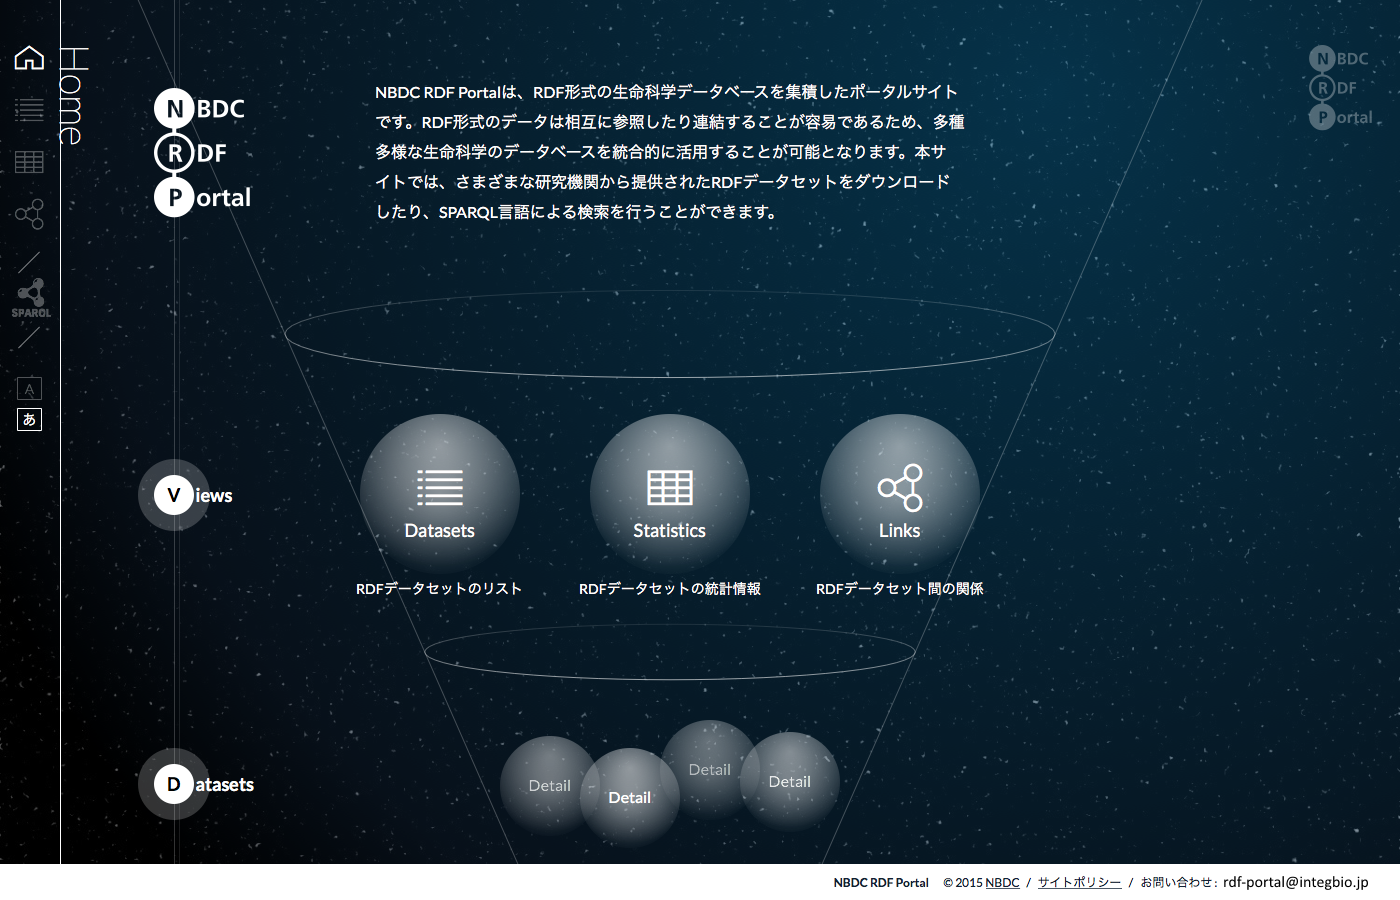 Home
NBDC
RDF
Portal
NBDC RDF Portalは、RDF形式の生命科学データベースを集積したポータルサイト
です。RDF形式のデータは相互に参照したり連結することが容易であるため、多種
多様な生命科学のデータベースを統合的に活用することが可能となります。本サ
イトでは、さまざまな研究機関から提供されたRDFデータセットをダウンロード
したり、SPARQL言語による検索を行うことができます。
NBDC
RDF
Portal
SPARQL
A
あ
Views
Datasets
Statistics
Links
RDFデータセットのリスト
RDFデータセットの統計情報
RDFデータセット間の関係
Datasets
Detail
Detail
Detail
Detail
NBDC RDF Portal © 2015 NBDC / サイトポリシー / お問い合わせ: rdf-portal@integbio.jp